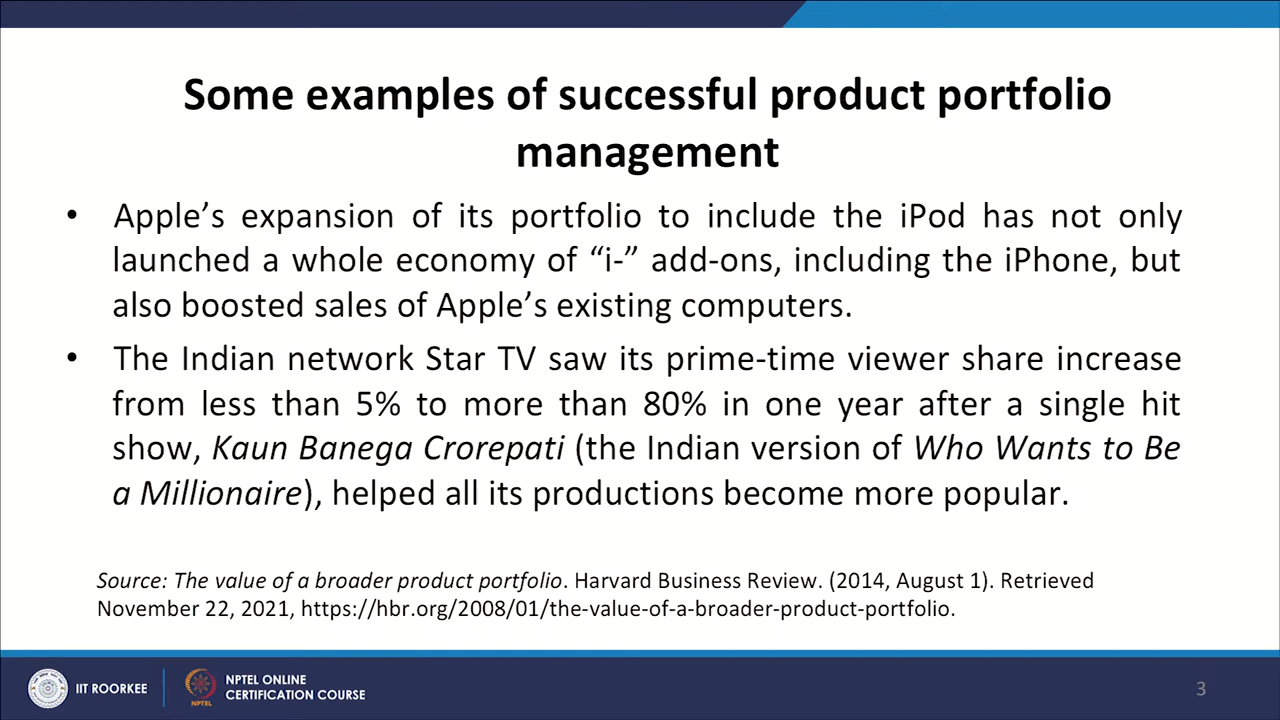 Some examples of successful product portfolio
management
• Apple’s expansion of its portfolio to include the iPod has not only
launched a whole economy of “i-” add-ons, including the iPhone, but
also boosted sales of Apple’s existing computers.
• The Indian network Star TV saw its prime-time viewer share increase
from less than 5% to more than 80% in one year after a single hit
show, Kaun Banega Crorepati (the Indian version of Who Wants to Be
a Millionaire), helped all its productions become more popular.
Source: The value of a broader product portfolio. Harvard Business Review. (2014, August 1). Retrieved
November 22, 2021, https://hbr.org/2008/01/the-value-of-a-broader-product-portfolio.
IIT ROORKEE
NPTEL
NPTEL ONLINE
CERTIFICATION COURSE
3